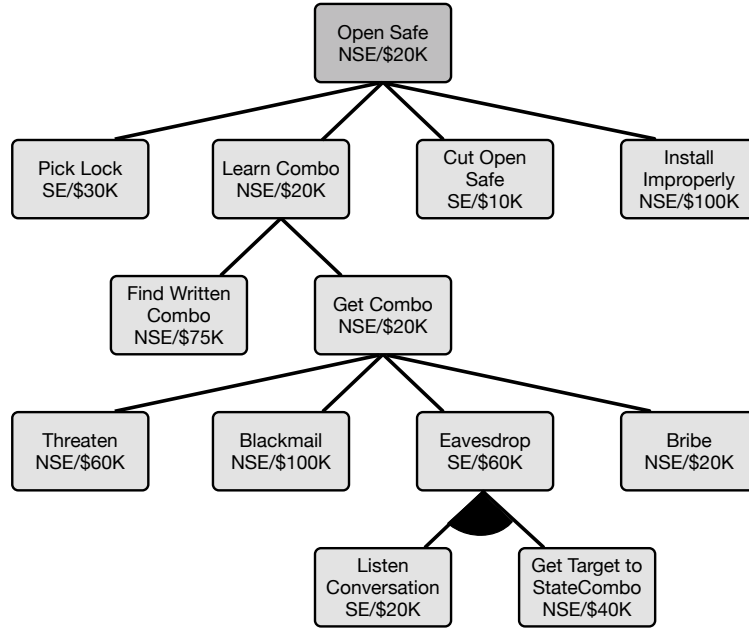 Open Safe
NSE/$20K
Pick Lock
SE/$30K
Learn Combo
NSE/$20K
Cut Open
Safe
SE/$10K
Install
Improperly
NSE/$100K
Find Written
Combo
NSE/$75K
Get Combo
NSE/$20K
Threaten
NSE/$60K
Blackmail
NSE/$100K
Eavesdrop
SE/$60K
Bribe
NSE/$20K
Listen
Conversation
SE/$20K
Get Target to
StateCombo
NSE/$40K